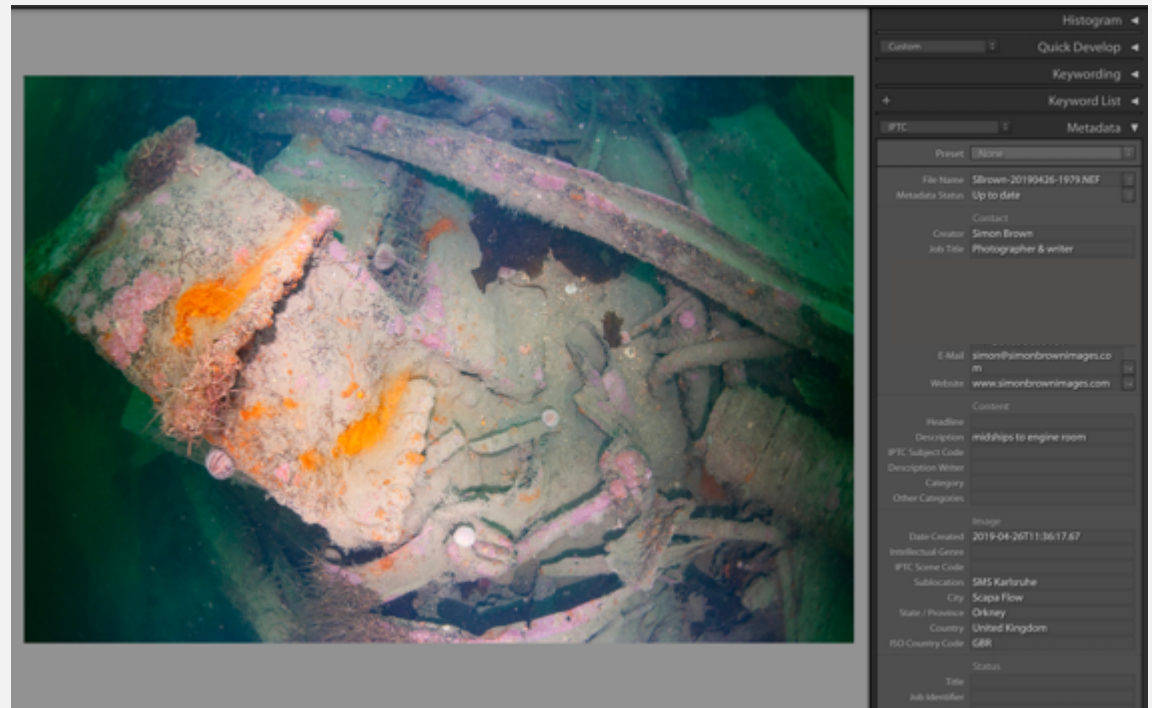 Histogram
Custom Quick Develop
Keywording
+ Keyword List
IPTC Metadata
Preset None
File Name SBrown-20190426-1979.NEF
Metadata Status Up to date
Contact
Creator Simon Brown
Job Title Photographer & writer
E-Mail simon@simonbrownimages.co
m
Website www.simonbrownimages.com
Content
Headline
Description midships to engine room
IPTC Subject Code
Description Writer
Category
Other Categories
Image
Date Created 2019-04-26T11:36:17.67
Intellectual Genre
IPTC Scene Code
Sublocation SMS Karlsruhe
City Scapa Flow
State / Province Orkney
Country United Kingdom
ISO Country Code GBR
Status
Title
Job Identifier